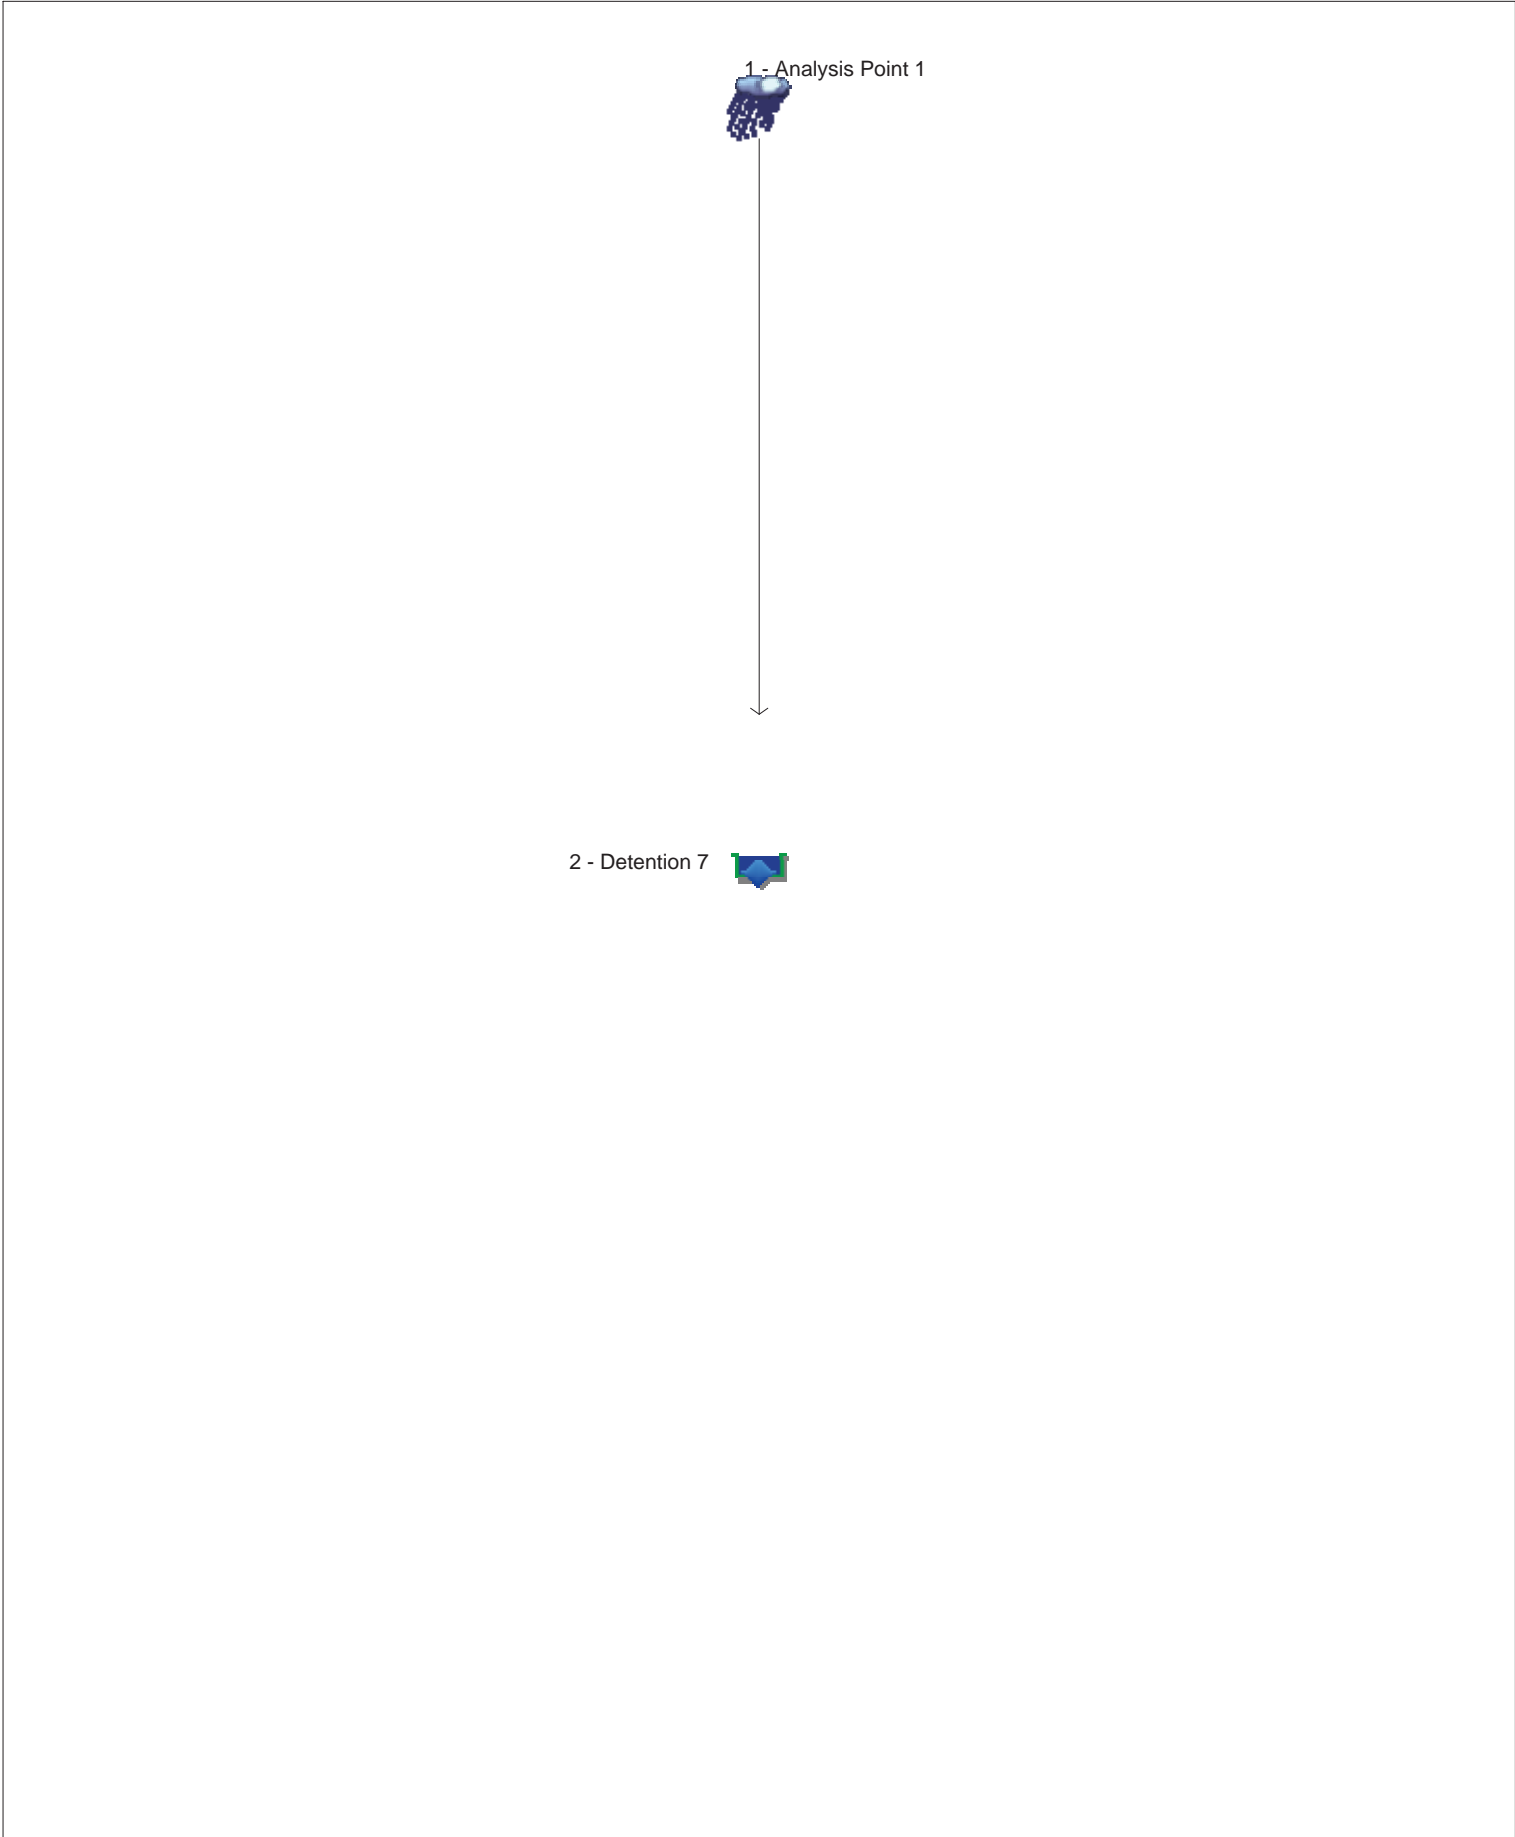 1 - Analysis Point 1
2 - Detention 7